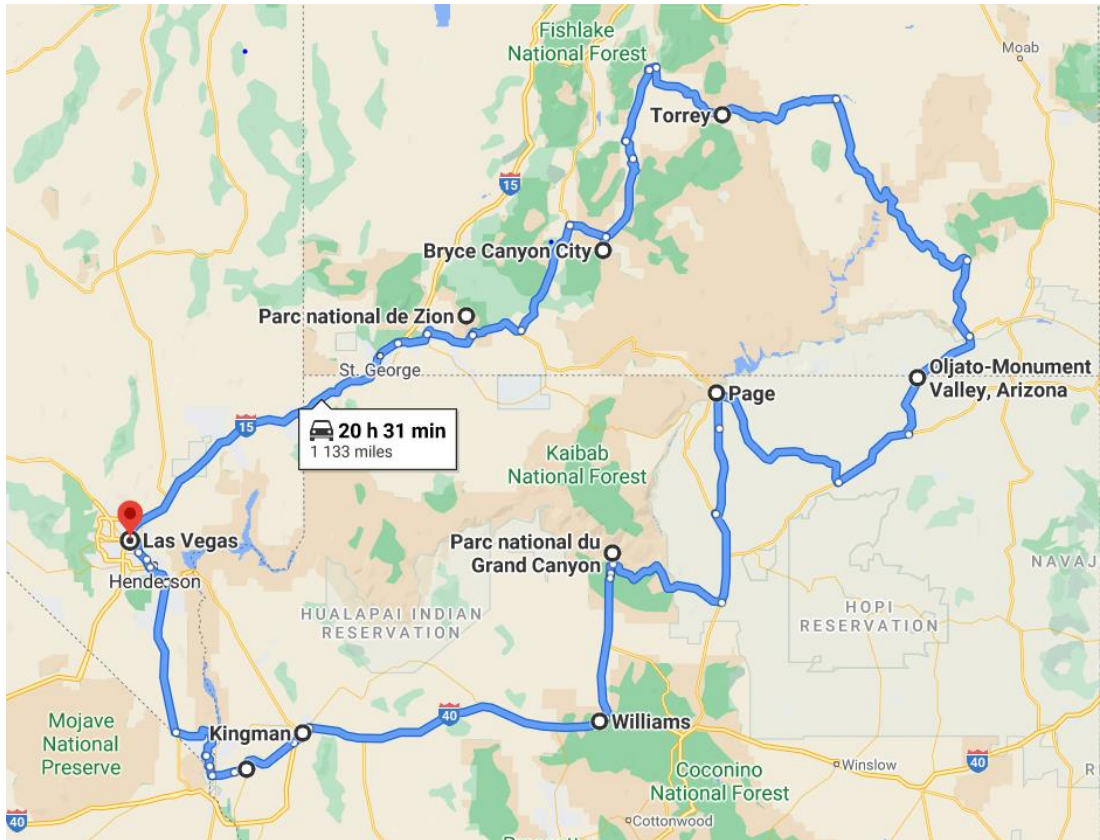 Fishlake
National Forest
Moab
Torrey
15
Bryce Canyon City
Parc national de Zion
St. George
Oljato-Monument
Valley, Arizona
Page
15
20 h 31 min
1 133 miles
Kaibab
National Forest
Las Vegas
Henderson
Parc national du
Grand Canyon
NAVAJ
HUALAPAI INDIAN
RESERVATION
HOPI
RESERVATION
40
Williams
Kingman
Mojave
National
Preserve
Coconino
National Forest
Winslow
40
40
Cottonwood